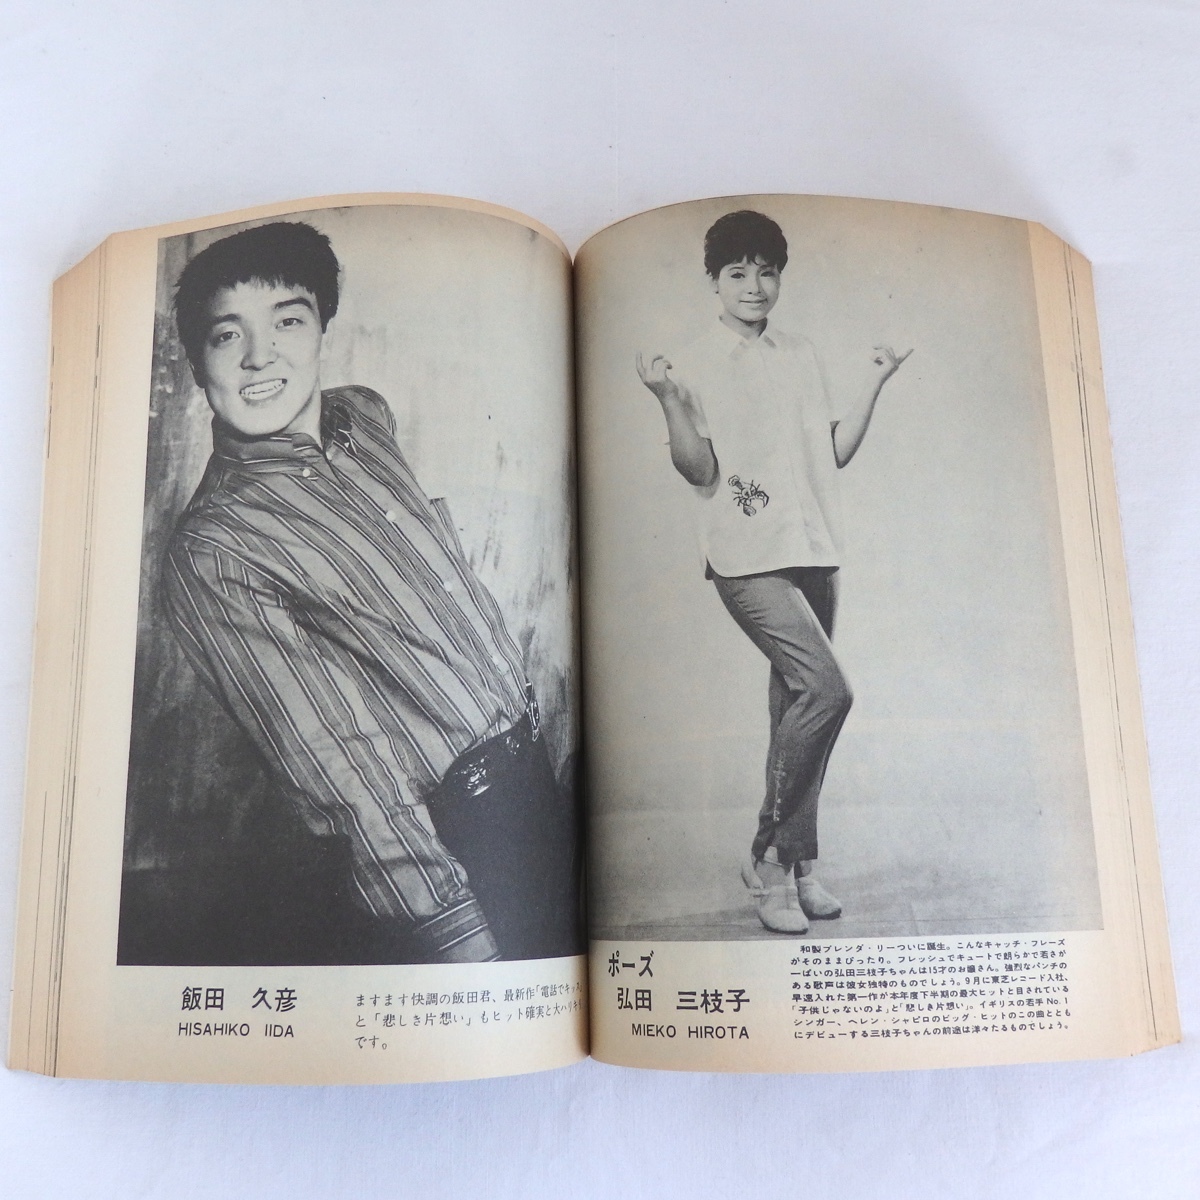 飯田 久彦
HISAHIKO IIDA
ますます快調の飯田君、最新作「電話でキッス」
と「悲しき片想い」もヒット確実と大ハリキリ
です。
ポーズ
弘田 三枝子
MIEKO HIROTA
和製ブレンダ・リーついに誕生。こんなキャッチ・フレーズ
がそのままぴったり。フレッシュでキュートで朗らかで若さが
一ぱいの弘田三枝子ちゃんは15才のお嬢さん。強烈なパンチの
ある歌声は彼女独特のものでしょう。9月に東芝レコード入社、
早速入れた第一作が本年度下半期の最大ヒットと目されている
「子供じゃないのよ」と「悲しき片想い」。イギリスの若手No.1
シンガー、ヘレン・シャピロのビッグ・ヒットのこの曲ととも
にデビューする三枝子ちゃんの前途は洋々たるものでしょう。